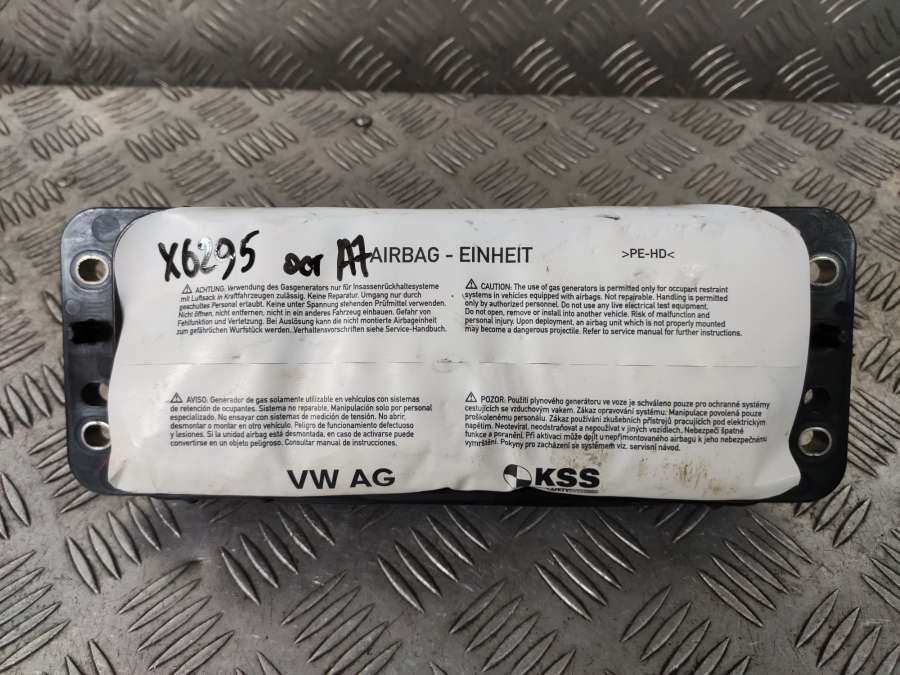 X6295 ocr A7
AIRBAG - EINHEIT >PE-HD<
ACHTUNG. Verwendung des Gasgenerators nur für Insassenrückhaltesysteme
mit Luftsack in Kraftfahrzeugen zulässig. Keine Reparatur. Umgang nur durch
geschultes Personal erlaubt. Keine unter Spannung stehenden Prüfmittel verwenden.
Nicht öffnen, nicht entfernen, nicht in ein anderes Fahrzeug einbauen. Gefahr von
Fehlfunktion und Verletzung. Bei Auslösung kann die nicht montierte Airbageinheit
zum gefährlichen Wurfstück werden. Verhaltensvorschriften siehe Service-Handbuch.
CAUTION: The use of gas generators is permitted only for occupant restraint
systems in vehicles equipped with airbags. Not repairable. Handling is permitted
only by authorized personnel. Do not use any live electrical test equipment.
Do not open, remove or install into another vehicle. Risk of malfunction and
personal injury. Upon deployment, an airbag unit which is not properly mounted
may become a dangerous projectile. Refer to service manual for further instructions.
AVISO: Generador de gas solamente utilizable en vehículos con sistemas
de retención de ocupantes. Sistema no reparable. Manipulación solo por personal
especializado. No ensayar con sistemas de medición de tensión. No abrir,
desmontar o montar en otro vehículo. Peligro de funcionamiento defectuoso
y lesiones. Si la unidad airbag está desmontada, en caso de activarse puede
convertirse en un objeto peligroso. Consultar manual de instrucciones.
POZOR: Použití plynového generátoru ve voze je schváleno pouze pro ochranné systémy
cestujících se vzduchovým vakem. Zákaz opravování systému. Manipulace povolená pouze
proškolenému personálu. Zákaz používání zkušebních přístrojů pracujících pod elektrickým
napětím. Neotevírat, neodstraňovat a nepoužívat v jiných vozidlech. Nebezpečí špatné
funkce a poranění. Při aktivaci může dojít u nepřimontovaného airbagu k jeho nebezpečnému
vymrštění. Pokyny pro zacházení se systémem viz. servisní návod.
VW AG KSS